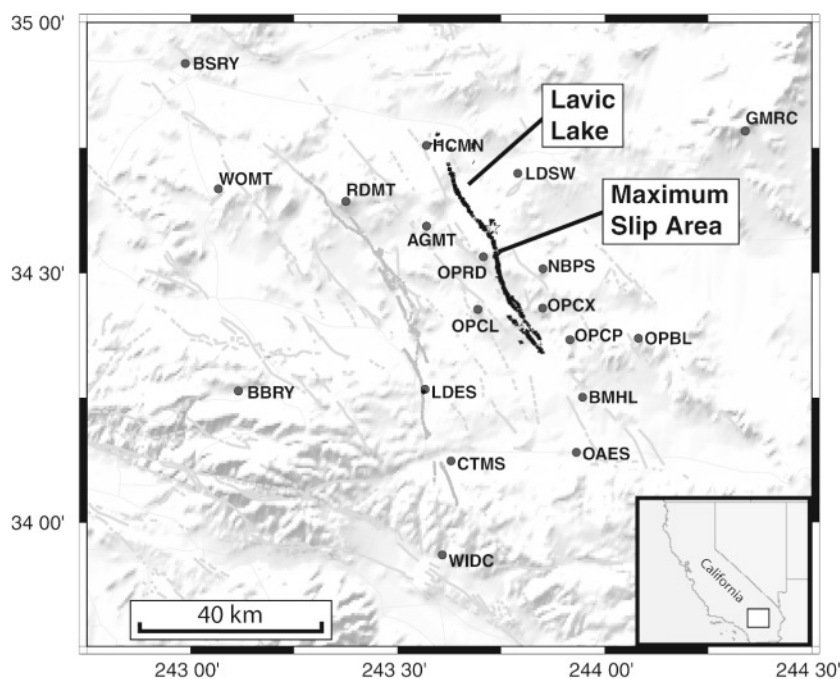 35 00'
BSRY
Lavic
Lake
GMRC
HCMN
WOMT
RDMT
LDSW
Maximum
Slip Area
AGMT
34 30'
OPRD
NBPS
OPCL
OPCX
OPCP
OPBL
BBRY
LDES
BMHL
CTMS
OAES
34 00'
WIDC
California
40 km
243 00'
243 30'
244 00'
244 30'